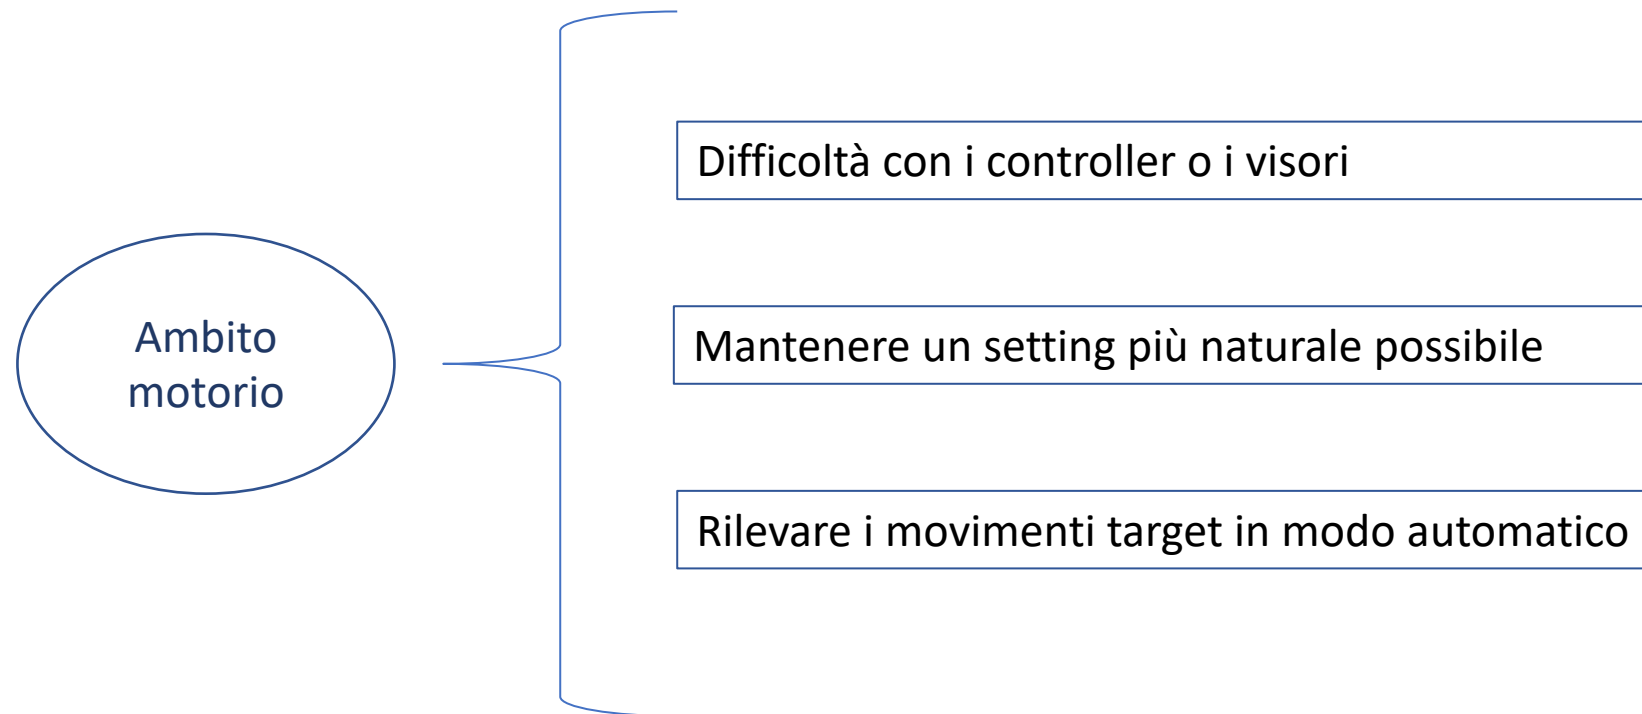 Difficoltà con i controller o i visori
Ambito
motorio
Mantenere un setting più naturale possibile
Rilevare i movimenti target in modo automatico